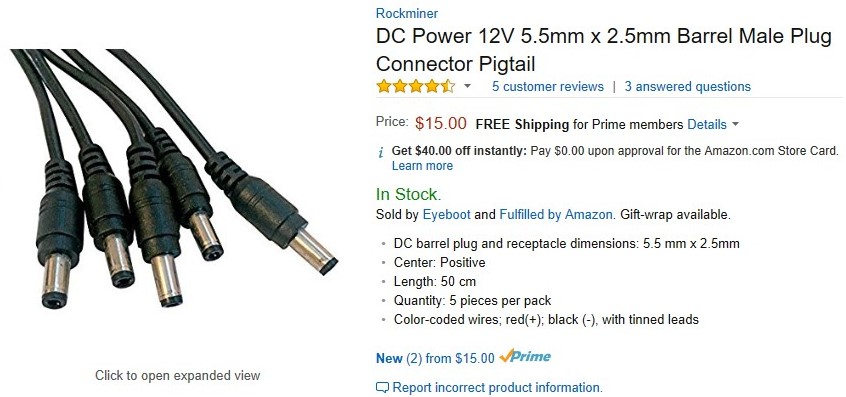 Rockminer
DC Power 12V 5.5mm x 2.5mm Barrel Male Plug
Connector Pigtail
5 customer reviews | 3 answered questions
Price: $15.00 FREE Shipping for Prime members Details
i Get $40.00 off instantly: Pay $0.00 upon approval for the Amazon.com Store Card.
Learn more
In Stock.
Sold by Eyeboot and Fulfilled by Amazon. Gift-wrap available.
• DC barrel plug and receptacle dimensions: 5.5 mm x 2.5mm
• Center: Positive
• Length: 50 cm
• Quantity: 5 pieces per pack
• Color-coded wires; red(+); black (-), with tinned leads
New (2) from $15.00 Prime
Click to open expanded view
Report incorrect product information.